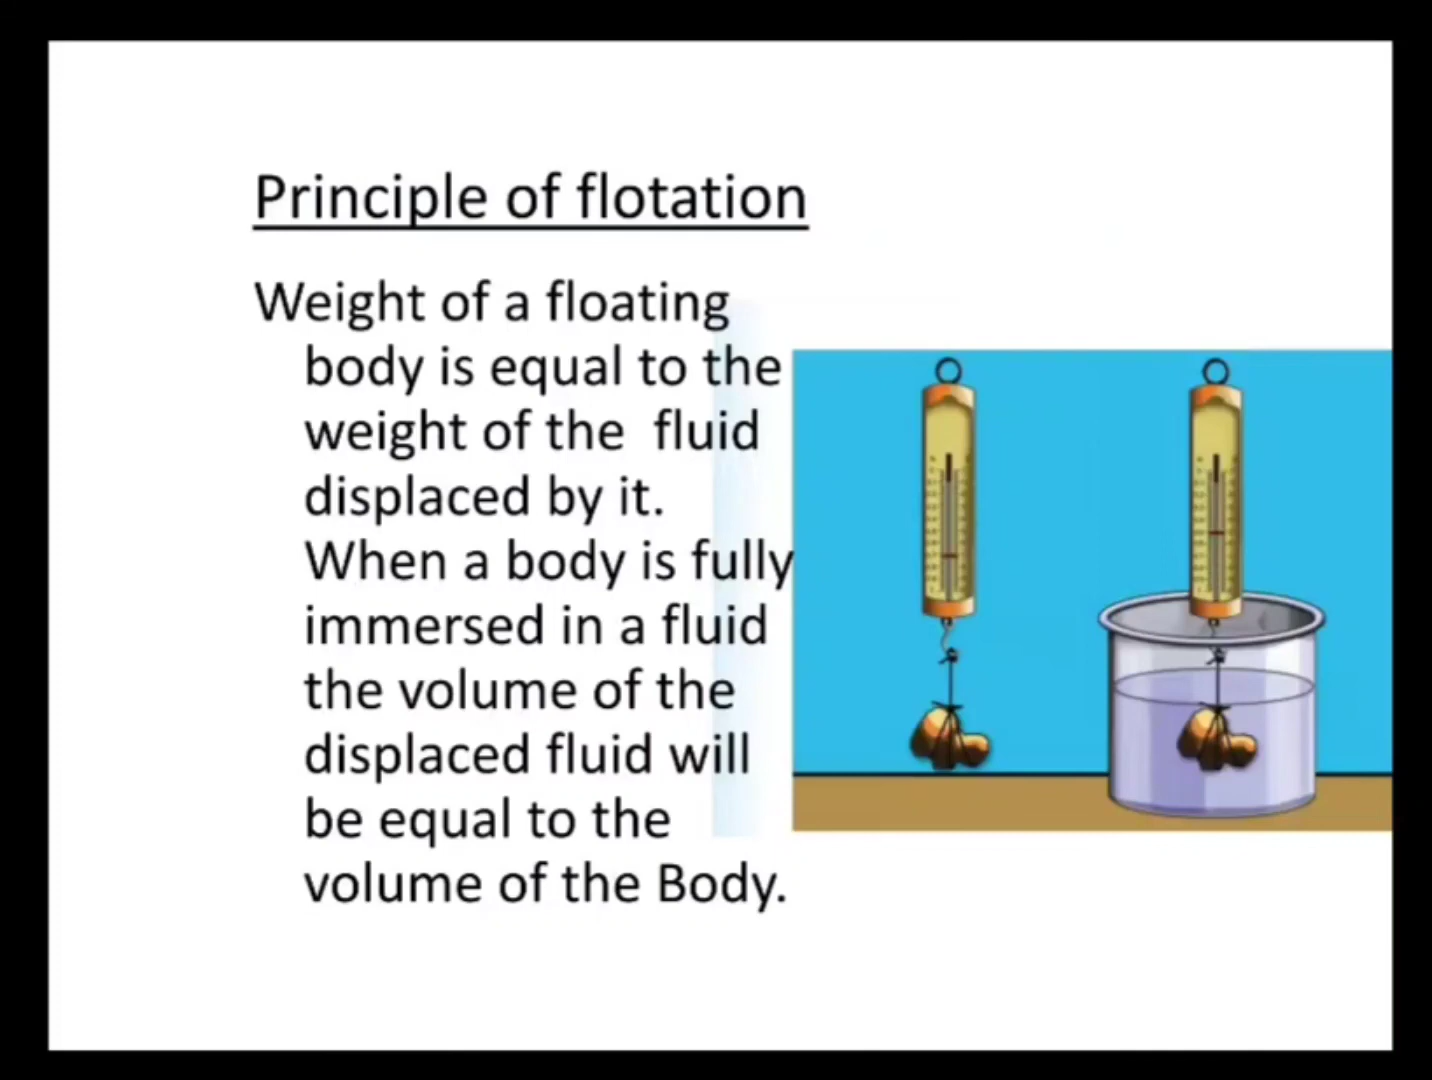 Principle of flotation
Weight of a floating
body is equal to the
weight of the fluid
displaced by it.
When a body is fully
immersed in a fluid
the volume of the
displaced fluid will
be equal to the
volume of the Body.